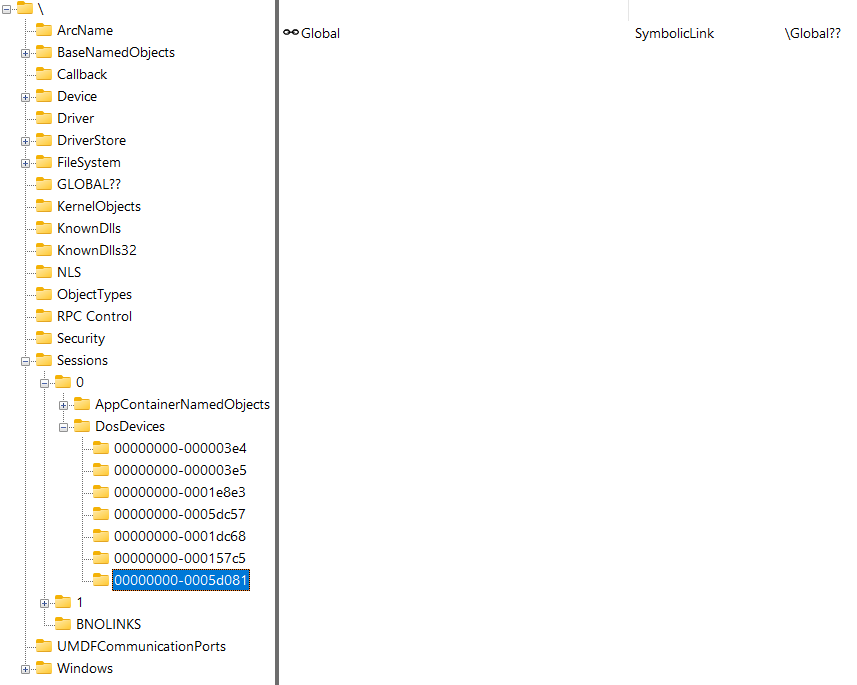 \
ArcName
BaseNamedObjects
Callback
Device
Driver
DriverStore
FileSystem
GLOBAL??
KernelObjects
KnownDlls
KnownDlls32
NLS
ObjectTypes
RPC Control
Security
Sessions
0
AppContainerNamedObjects
DosDevices
00000000-000003e4
00000000-000003e5
00000000-0001e8e3
00000000-0005dc57
00000000-0001dc68
00000000-000157c5
00000000-0005d081
1
BNOLINKS
UMDFCommunicationPorts
Windows
Global SymbolicLink \Global??